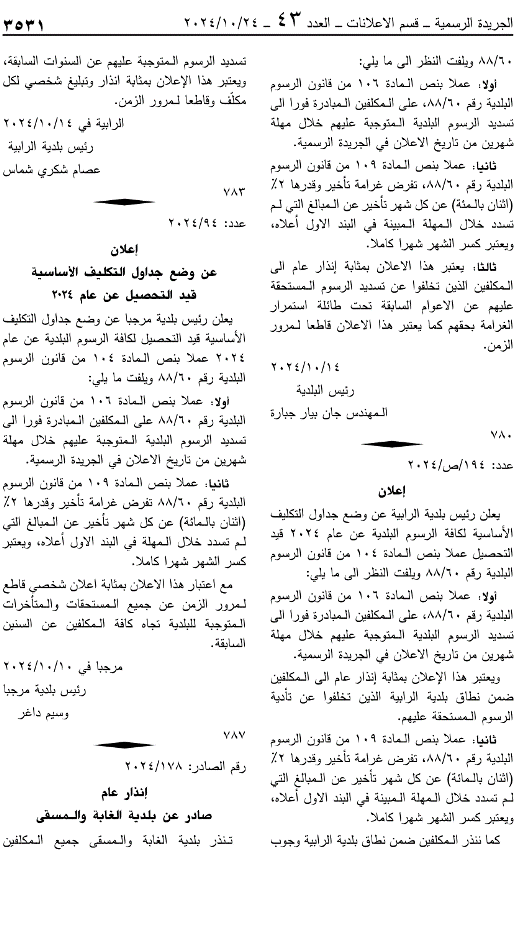 الجريدة الرسمية ــ قسم الاعلانات ــ العدد ٤٣ ــ ٢٠٢٤/١٠/٢٤
٣٥٣١
٨٨/٦٠ ويلفت النظر الى ما يلي:
أولا: عملا بنص المادة ١٠٦ من قانون الرسوم
البلدية رقم ٨٨/٦٠، على المكلفين المبادرة فورا الى
تسديد الرسوم البلدية المتوجبة عليهم خلال مهلة
شهرين من تاريخ الاعلان في الجريدة الرسمية.
ثانيا: عملا بنص المادة ١٠٩ من قانون الرسوم
البلدية رقم ٨٨/٦٠، تفرض غرامة تأخير وقدرها ٢٪
(اثنان بالمئة) عن كل شهر تأخير عن المبالغ التي لم
تسدد خلال المهلة المبينة في البند الاول أعلاه،
ويعتبر كسر الشهر شهرا كاملا.
ثالثا: يعتبر هذا الاعلان بمثابة إنذار عام الى
المكلفين الذين تخلفوا عن تسديد الرسوم المستحقة
عليهم عن الاعوام السابقة تحت طائلة استمرار
الغرامة بحقهم كما يعتبر هذا الاعلان قاطعا لمرور
الزمن.
٢٠٢٤/١٠/١٤
رئيس البلدية
المهندس جان بيار جبارة
٧٨٠
عدد: ١٩٤/ص/٢٠٢٤
إعلان
يعلن رئيس بلدية الرابية عن وضع جداول التكليف
الأساسية لكافة الرسوم البلدية عن عام ٢٠٢٤ قيد
التحصيل عملا بنص المادة ١٠٤ من قانون الرسوم
البلدية رقم ٨٨/٦٠ ويلفت النظر الى ما يلي:
أولا: عملا بنص المادة ١٠٦ من قانون الرسوم
البلدية رقم ٨٨/٦٠، على المكلفين المبادرة فورا الى
تسديد الرسوم البلدية المتوجبة عليهم خلال مهلة
شهرين من تاريخ الاعلان في الجريدة الرسمية.
ويعتبر هذا الإعلان بمثابة إنذار عام الى المكلفين
ضمن نطاق بلدية الرابية الذين تخلفوا عن تأدية
الرسوم المستحقة عليهم.
ثانيا: عملا بنص المادة ١٠٩ من قانون الرسوم
البلدية رقم ٨٨/٦٠، تفرض غرامة تأخير وقدرها ٢٪
(اثنان بالمئة) عن كل شهر تأخير عن المبالغ التي
لم تسدد خلال المهلة المبينة في البند الاول أعلاه،
ويعتبر كسر الشهر شهرا كاملا.
كما ننذر المكلفين ضمن نطاق بلدية الرابية وجوب
تسديد الرسوم المتوجبة عليهم عن السنوات السابقة،
ويعتبر هذا الإعلان بمثابة انذار وتبليغ شخصي لكل
مكلّف وقاطعا لمرور الزمن.
الرابية في ٢٠٢٤/١٠/١٤
رئيس بلدية الرابية
عصام شكري شماس
٧٨٣
عدد: ٢٠٢٤/٩٤
إعلان
عن وضع جداول التكليف الأساسية
قيد التحصيل عن عام ٢٠٢٤
يعلن رئيس بلدية مرجبا عن وضع جداول التكليف
الأساسية قيد التحصيل لكافة الرسوم البلدية عن عام
٢٠٢٤ عملا بنص المادة ١٠٤ من قانون الرسوم
البلدية رقم ٨٨/٦٠ ويلفت ما يلي:
أولا: عملا بنص المادة ١٠٦ من قانون الرسوم
البلدية رقم ٨٨/٦٠ على المكلفين المبادرة فورا الى
تسديد الرسوم البلدية المتوجبة عليهم خلال مهلة
شهرين من تاريخ الاعلان في الجريدة الرسمية.
ثانيا: عملا بنص المادة ١٠٩ من قانون الرسوم
البلدية رقم ٨٨/٦٠ تفرض غرامة تأخير وقدرها ٢٪
(اثنان بالمائة) عن كل شهر تأخير عن المبالغ التي
لم تسدد خلال المهلة في البند الاول أعلاه، ويعتبر
كسر الشهر شهرا كاملا.
مع اعتبار هذا الاعلان بمثابة اعلان شخصي قاطع
لمرور الزمن عن جميع المستحقات والمتأخرات
المتوجبة للبلدية تجاه كافة المكلفين عن السنين
السابقة.
مرجبا في ٢٠٢٤/١٠/١٠
رئيس بلدية مرجبا
وسيم داغر
٧٨٧
رقم الصادر: ٢٠٢٤/١٧٨
إنذار عام
صادر عن بلدية الغابة والمسقى
تنذر بلدية الغابة والمسقى جميع المكلفين